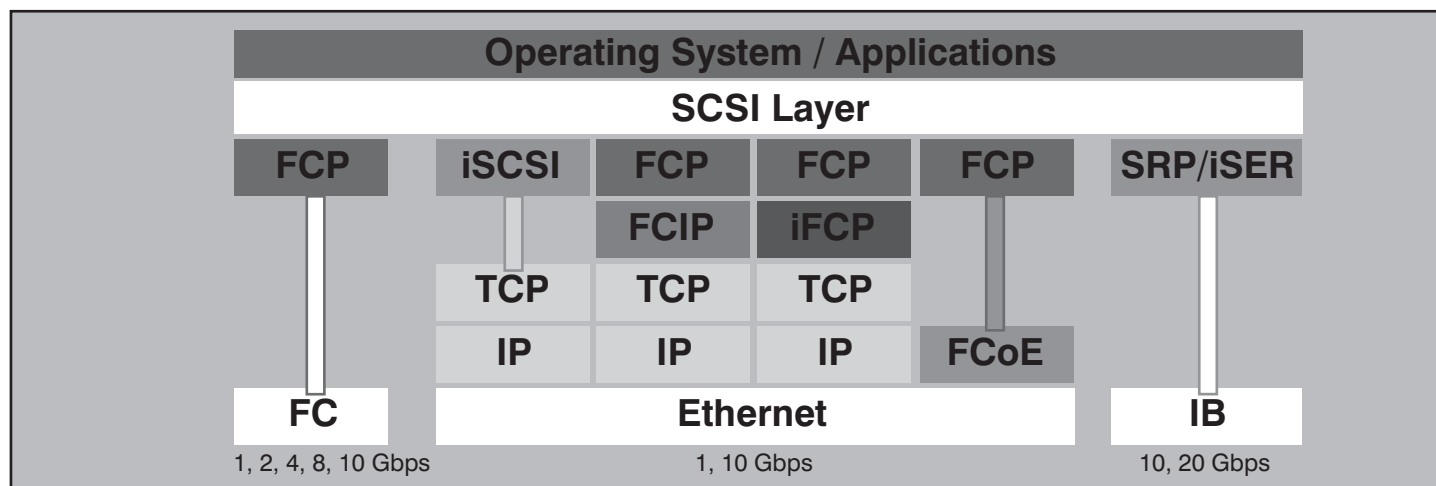 Operating System / Applications
SCSI Layer
FCP iSCSI FCP FCP FCP SRP/iSER
FCIP iFCP
TCP TCP TCP
IP IP IP FCoE
FC Ethernet IB
1, 2, 4, 8, 10 Gbps 1, 10 Gbps 10, 20 Gbps